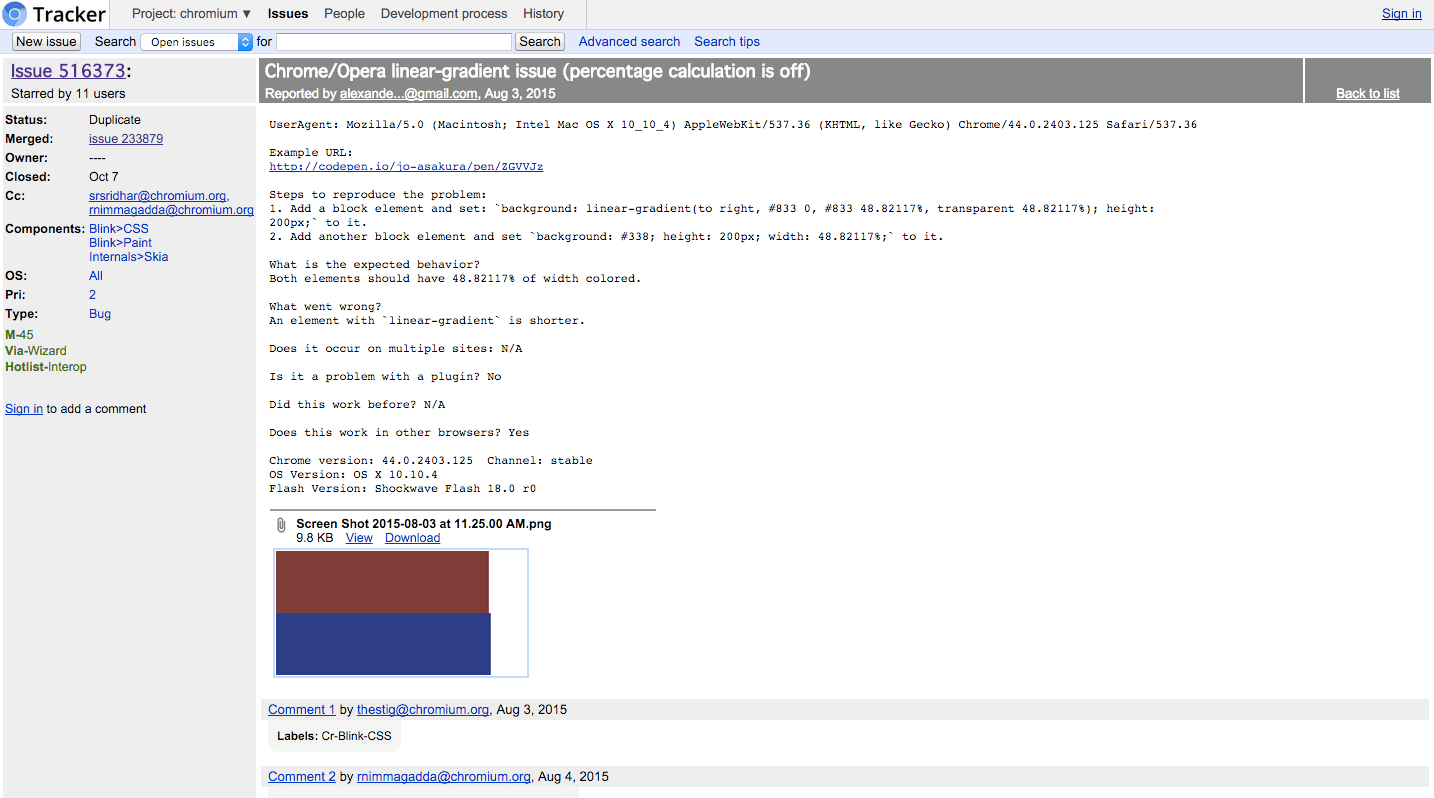 Tracker Project: chromium ▼ Issues People Development process History Sign in
New issue Search Open issues for Search Advanced search Search tips
Issue 516373:
Starred by 11 users
Status: Duplicate
Merged: issue 233879
Owner: ----
Closed: Oct 7
Cc: srsridhar@chromium.org,
rnimmagadda@chromium.org
Components: Blink>CSS
Blink>Paint
Internals>Skia
OS: All
Pri: 2
Type: Bug
M-45
Via-Wizard
Hotlist-Interop
Sign in to add a comment
Chrome/Opera linear-gradient issue (percentage calculation is off)
Reported by alexande...@gmail.com, Aug 3, 2015 Back to list
UserAgent: Mozilla/5.0 (Macintosh; Intel Mac OS X 10_10_4) AppleWebKit/537.36 (KHTML, like Gecko) Chrome/44.0.2403.125 Safari/537.36
Example URL:
http://codepen.io/jo-asakura/pen/ZGVVJz
Steps to reproduce the problem:
1. Add a block element and set: `background: linear-gradient(to right, #833 0, #833 48.82117%, transparent 48.82117%); height:
200px;` to it.
2. Add another block element and set `background: #338; height: 200px; width: 48.82117%;` to it.
What is the expected behavior?
Both elements should have 48.82117% of width colored.
What went wrong?
An element with `linear-gradient` is shorter.
Does it occur on multiple sites: N/A
Is it a problem with a plugin? No
Did this work before? N/A
Does this work in other browsers? Yes
Chrome version: 44.0.2403.125  Channel: stable
OS Version: OS X 10.10.4
Flash Version: Shockwave Flash 18.0 r0
Screen Shot 2015-08-03 at 11.25.00 AM.png
9.8 KB View Download
Comment 1 by thestig@chromium.org, Aug 3, 2015
Labels: Cr-Blink-CSS
Comment 2 by rnimmagadda@chromium.org, Aug 4, 2015